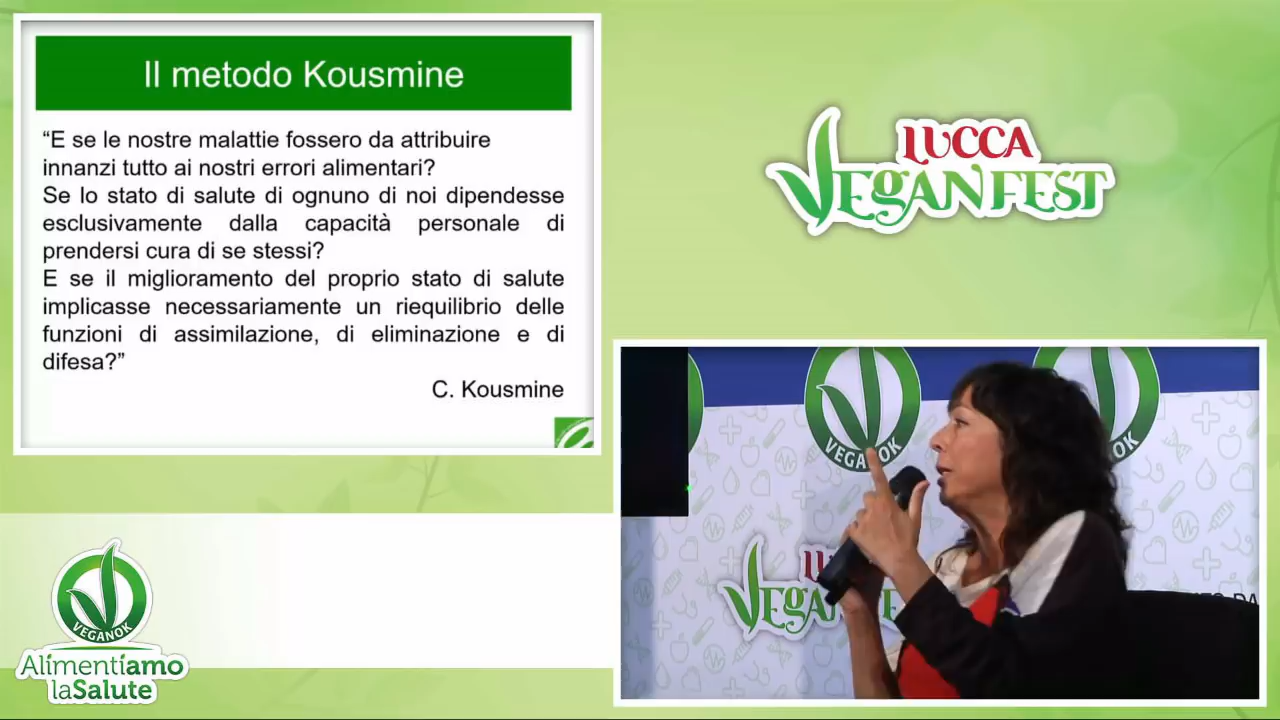 Il metodo Kousmine
“E se le nostre malattie fossero da attribuire
innanzi tutto ai nostri errori alimentari?
Se lo stato di salute di ognuno di noi dipendesse
esclusivamente dalla capacità personale di
prendersi cura di se stessi?
E se il miglioramento del proprio stato di salute
implicasse necessariamente un riequilibrio delle
funzioni di assimilazione, di eliminazione e di
difesa?”
C. Kousmine
LUCCA
VEGANFEST
VEGANOK
VEGANOK
AlimentiAmo
laSalute